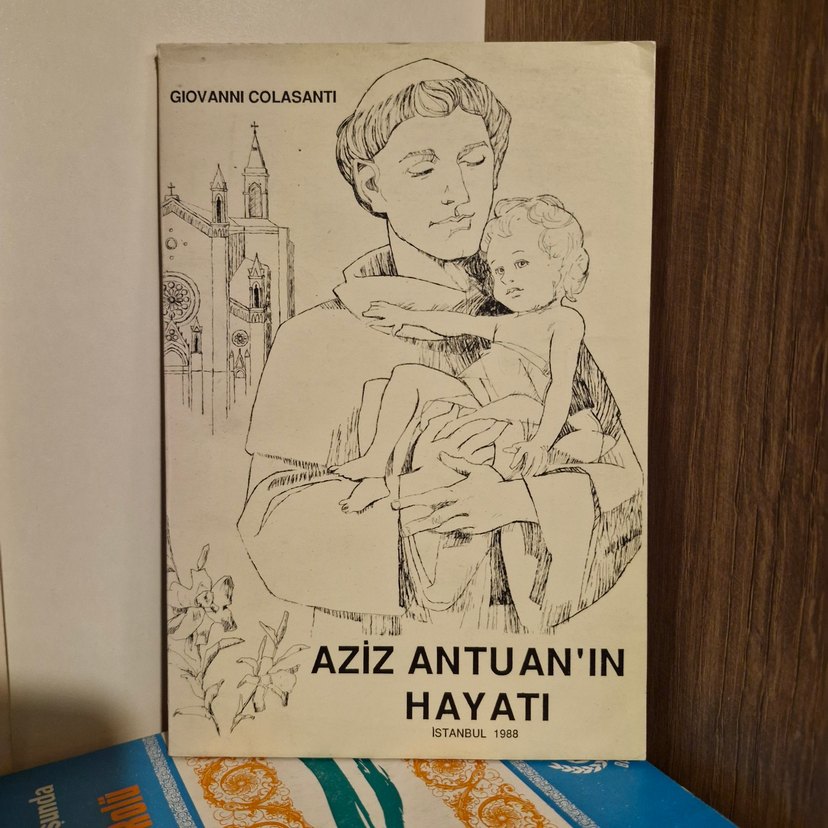 GIOVANNI COLASANTI
AZİZ ANTUAN'IN
HAYATI
İSTANBUL 1988